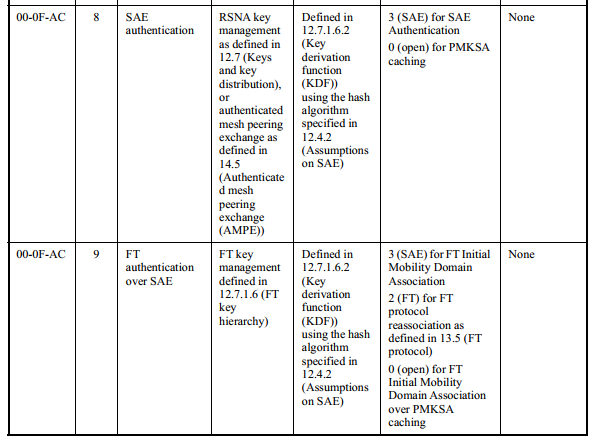 00-0F-AC
8
SAE
authentication
RSNA key
management
as defined in
12.7 (Keys
and key
distribution),
or
authenticated
mesh peering
exchange as
defined in
14.5
(Authenticate
d mesh
peering
exchange
(AMPE))
Defined in
12.7.1.6.2
(Key
derivation
function
(KDF))
using the hash
algorithm
specified in
12.4.2
(Assumptions
on SAE)
3 (SAE) for SAE
Authentication
0 (open) for PMKSA
caching
None
00-0F-AC
9
FT
authentication
over SAE
FT key
management
defined in
12.7.1.6 (FT
key
hierarchy)
Defined in
12.7.1.6.2
(Key
derivation
function
(KDF))
using the hash
algorithm
specified in
12.4.2
(Assumptions
on SAE)
3 (SAE) for FT Initial
Mobility Domain
Association
2 (FT) for FT
protocol
reassociation as
defined in 13.5 (FT
protocol)
0 (open) for FT
Initial Mobility
Domain Association
over PMKSA
caching
None